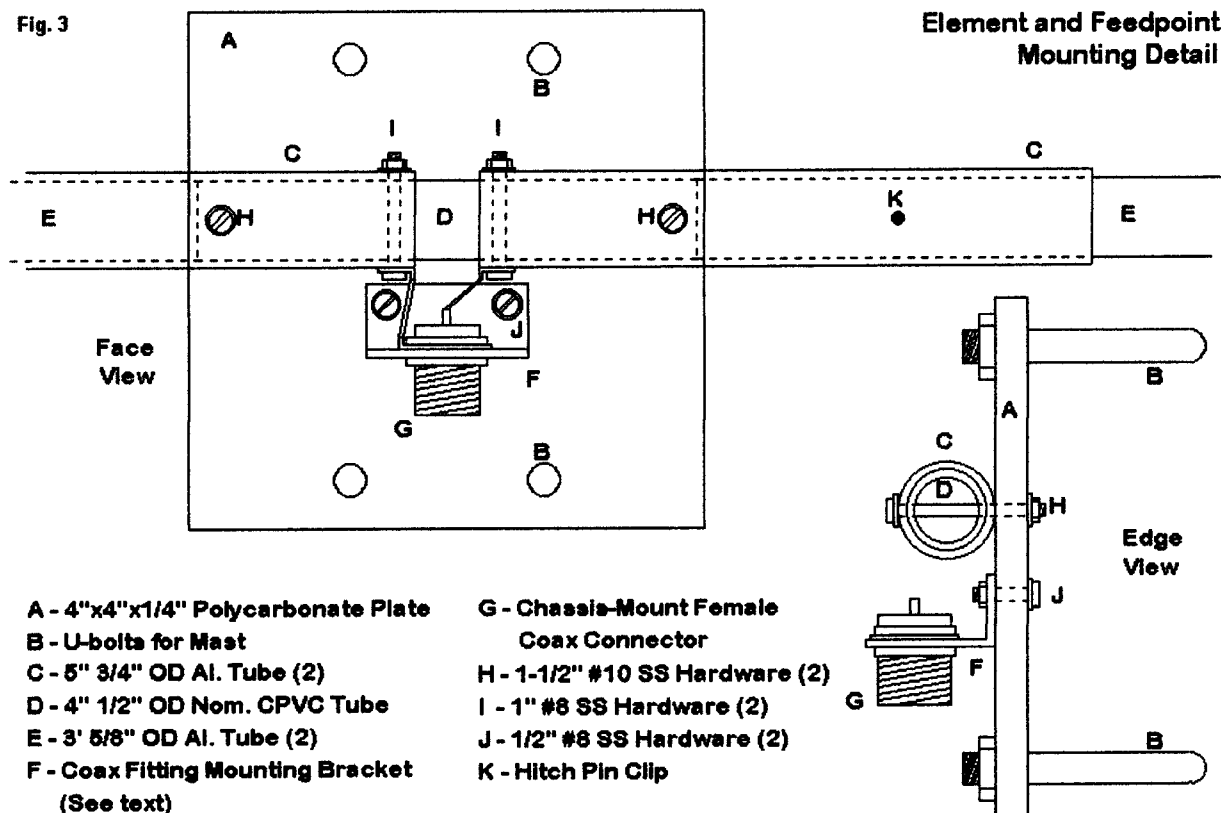 Fig. 3
Element and Feedpoint
Mounting Detail
A
B
I
I
C
C
E
H
D
H
K
E
J
Face
View
F
G
B
B
A
C
D
H
Edge
View
J
F
G
B
A - 4"x4"x1/4" Polycarbonate Plate
B - U-bolts for Mast
C - 5" 3/4" OD Al. Tube (2)
D - 4" 1/2" OD Nom. CPVC Tube
E - 3' 5/8" OD Al. Tube (2)
F - Coax Fitting Mounting Bracket
(See text)
G - Chassis-Mount Female
Coax Connector
H - 1-1/2" #10 SS Hardware (2)
I - 1" #8 SS Hardware (2)
J - 1/2" #8 SS Hardware (2)
K - Hitch Pin Clip